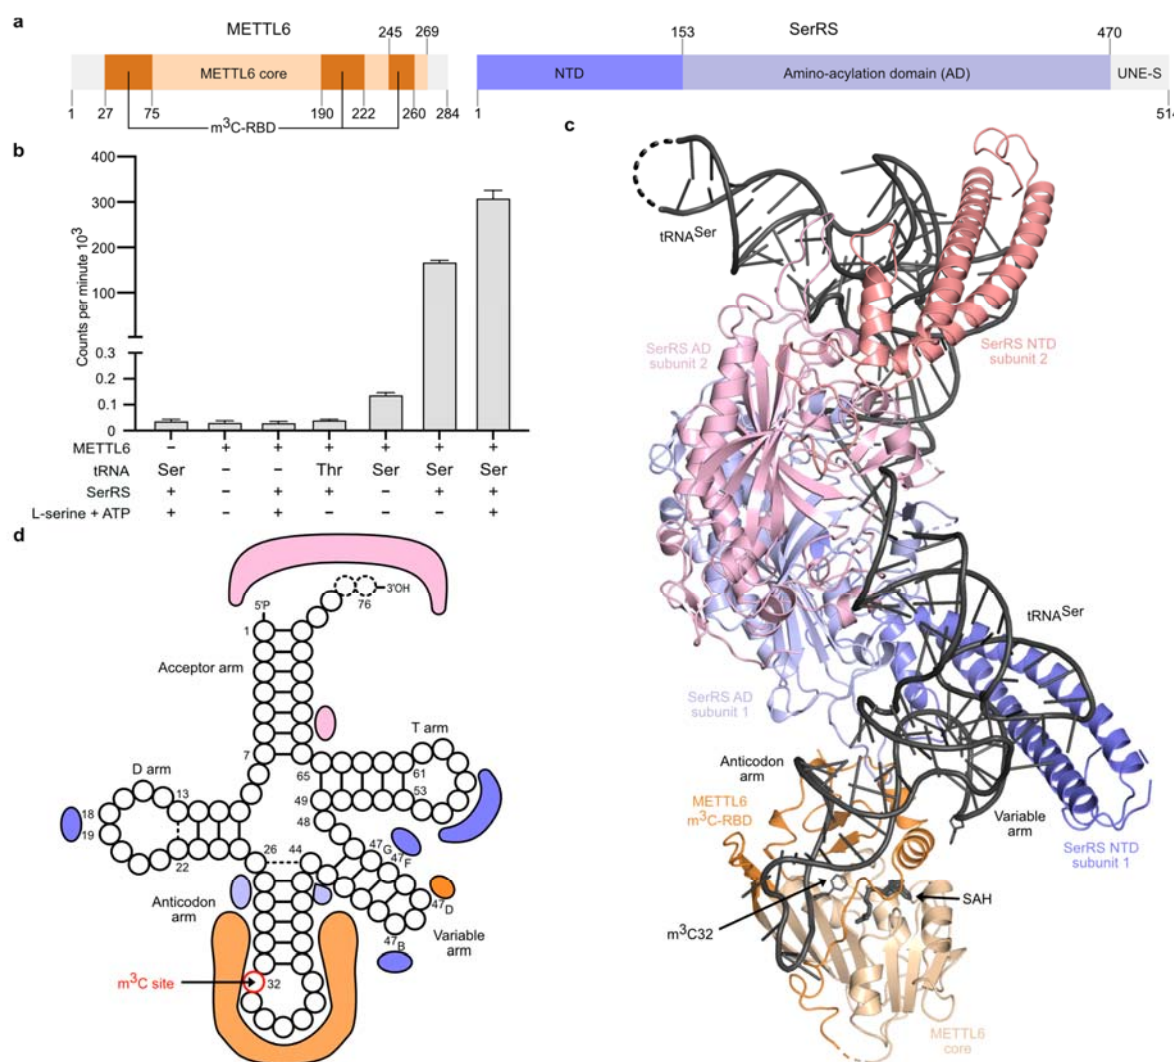 a
METTL6
245
269
METTL6 core
1
27
75
190
222
260
284
m³C-RBD
153
SerRS
470
NTD
Amino-acylation domain (AD)
UNE-S
1
514
b
400
300
200
100
0.3
0.2
0.1
0
Counts per minute 10³
METTL6 − + + + + + +
tRNA Ser − − Thr Ser Ser Ser
SerRS + − + + − + +
L-serine + ATP + − + − − − +
c
tRNASer
SerRS AD
subunit 2
SerRS NTD
subunit 2
tRNASer
SerRS AD
subunit 1
Anticodon
arm
METTL6
m³C-RBD
Variable
arm
SerRS NTD
subunit 1
SAH
m³C32
METTL6
core
d
3'OH
76
5'P
1
Acceptor arm
7
T arm
65
61
53
49
48
D arm
13
18
19
22
26
44
47G
47F
47D
47B
Anticodon
arm
Variable
arm
m³C site
32